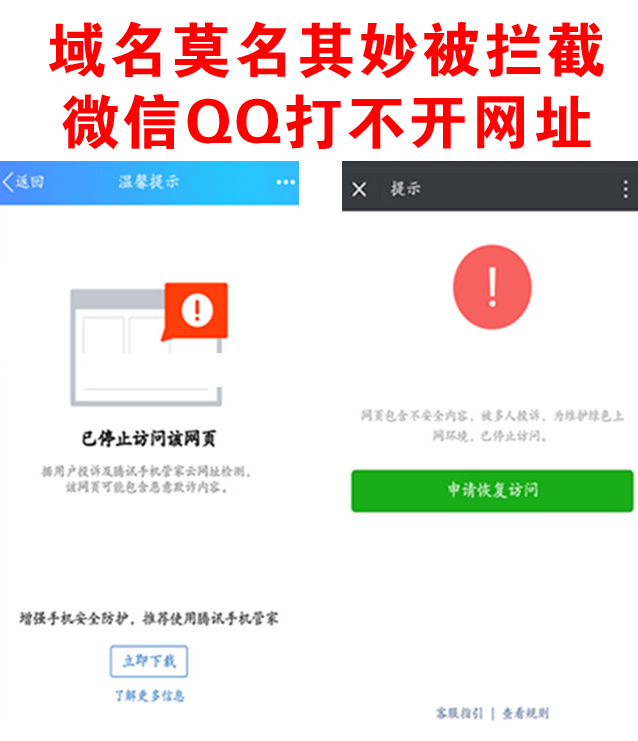 域名莫名其妙被拦截
微信QQ打不开网址
返回
温馨提示
已停止访问该网页
据用户投诉及腾讯手机管家云网址检测,
该网页可能包含恶意欺诈内容。
增强手机安全防护，推荐使用腾讯手机管家
立即下载
了解更多信息
提示
网页包含不安全内容，被多人投诉，为维护绿色上
网环境，已停止访问。
申请恢复访问
客服指引 | 查看规则